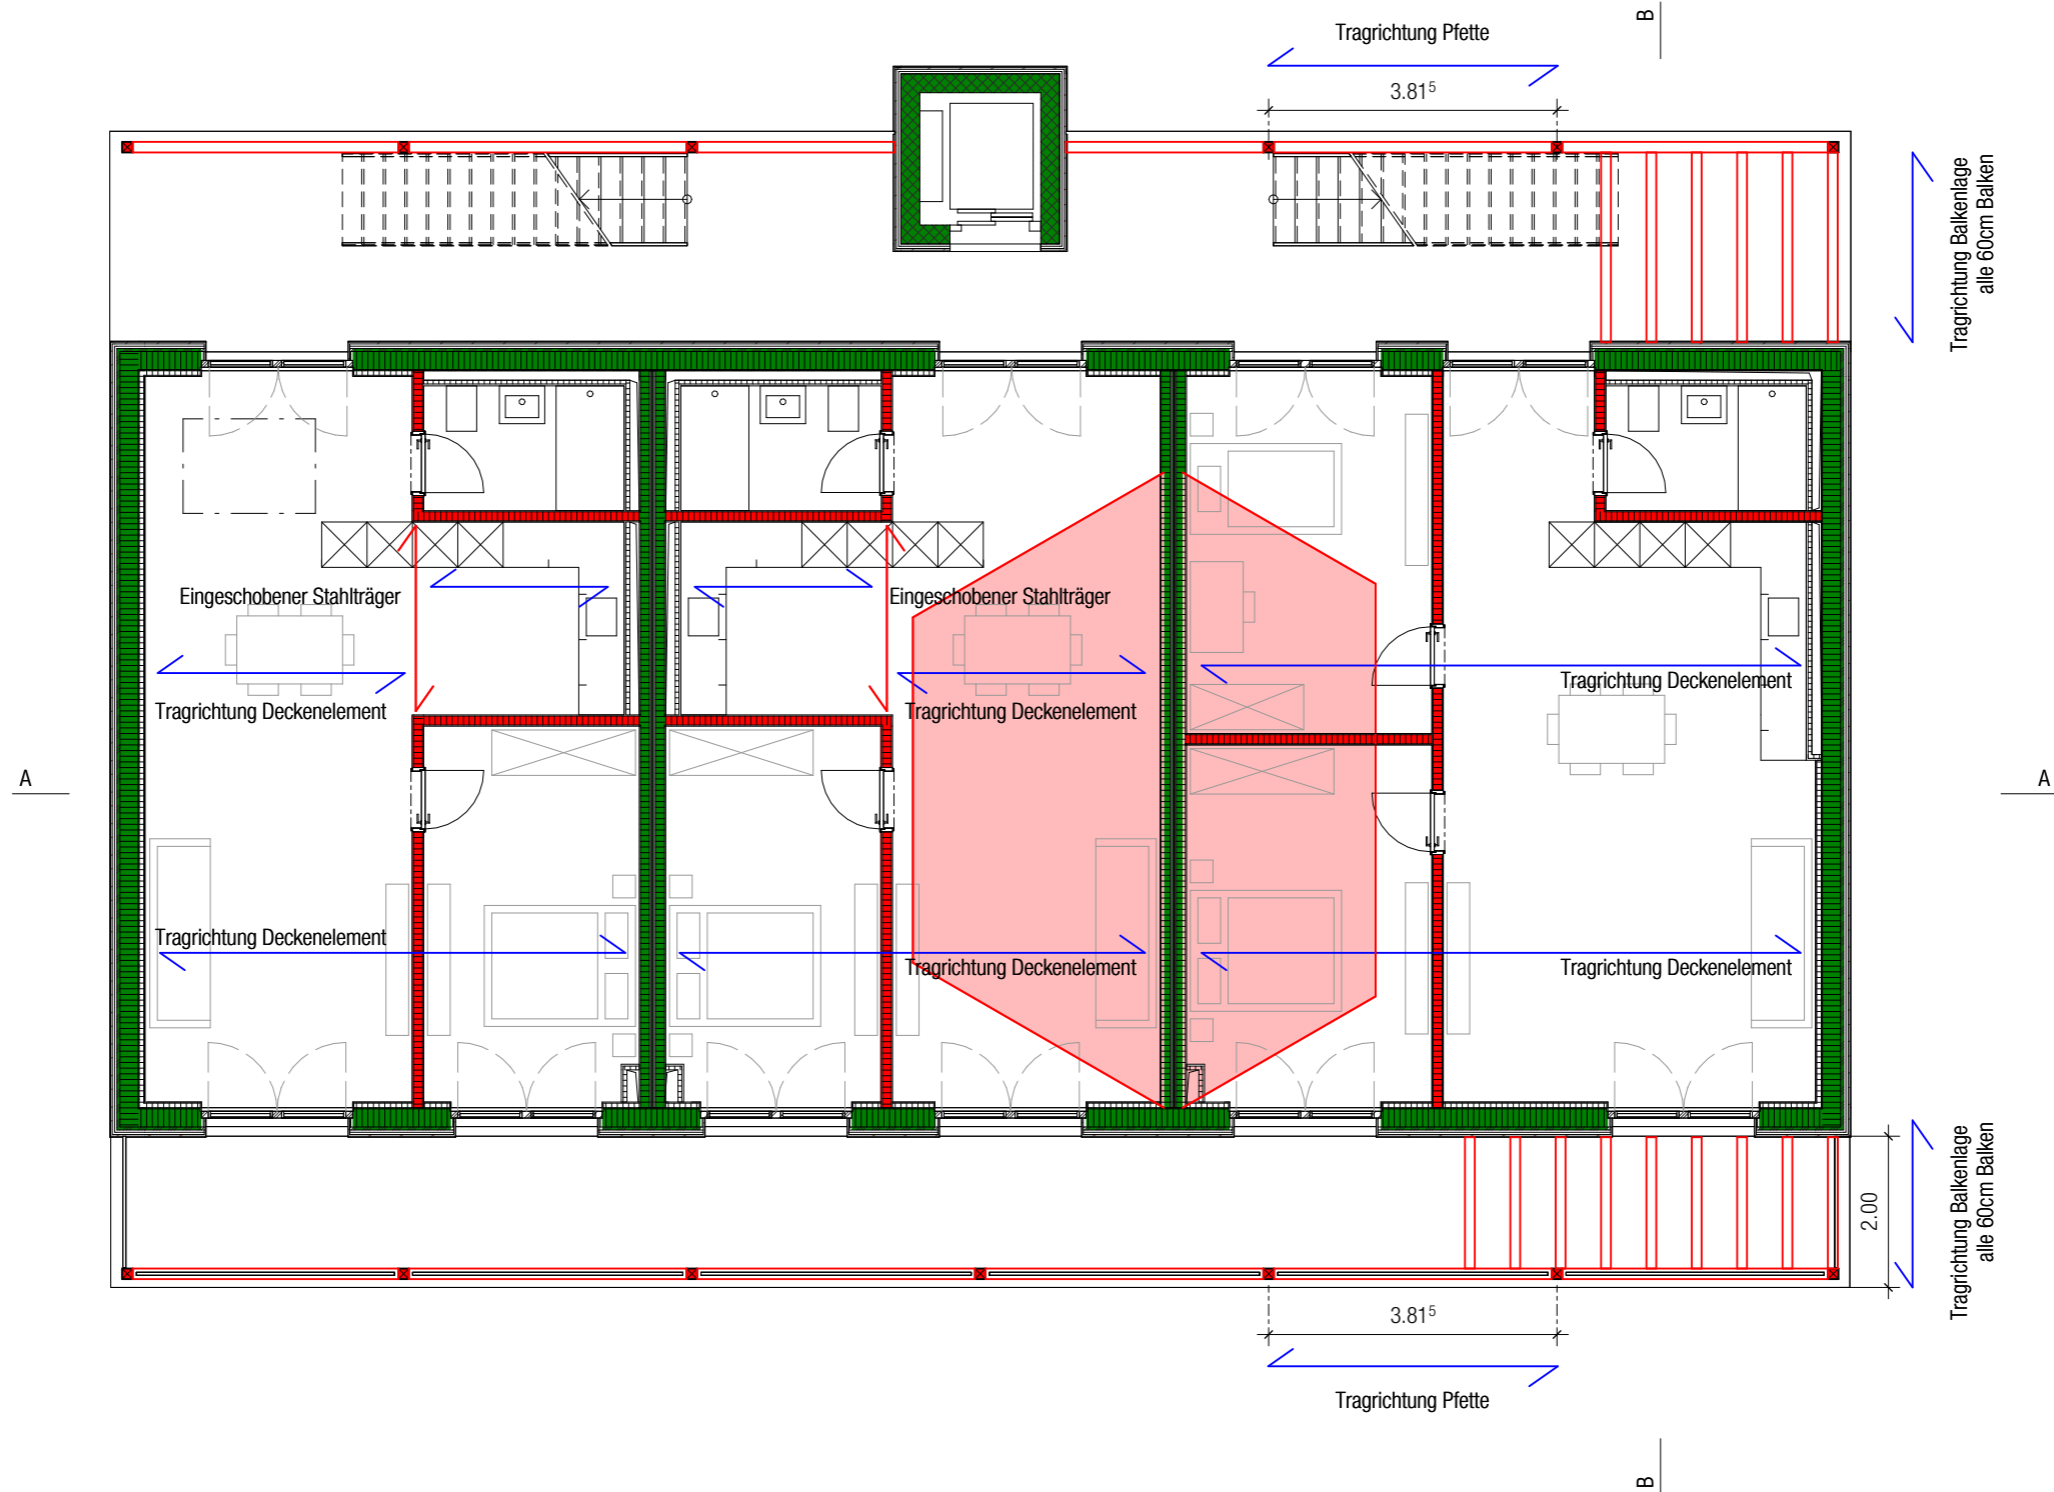 B
Tragrichtung Pfette
3.81⁵
Tragrichtung Balkenlage
alle 60cm Balken
Eingeschobener Stahlträger
Eingeschobener Stahlträger
Tragrichtung Deckenelement
Tragrichtung Deckenelement
Tragrichtung Deckenelement
A
A
Tragrichtung Deckenelement
Tragrichtung Deckenelement
Tragrichtung Deckenelement
2.00
Tragrichtung Balkenlage
alle 60cm Balken
3.81⁵
Tragrichtung Pfette
B